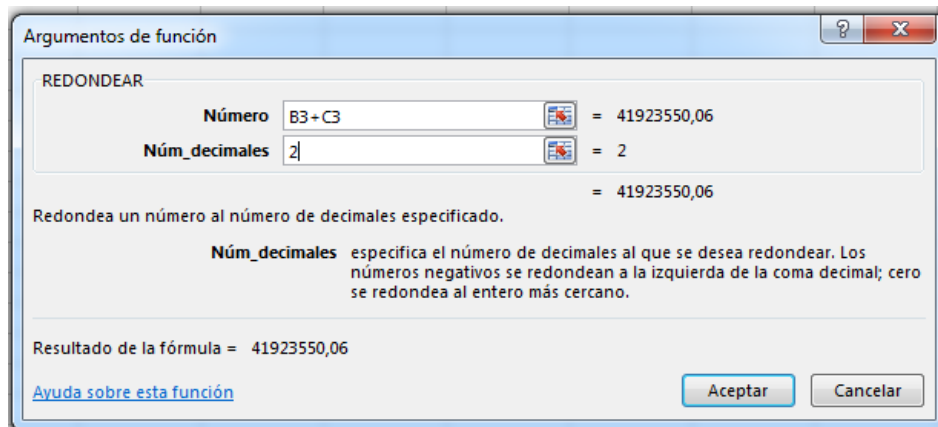 Argumentos de función
REDONDEAR
Número B3+C3 = 41923550,06
Núm_decimales 2 = 2
= 41923550,06
Redondea un número al número de decimales especificado.
Núm_decimales especifica el número de decimales al que se desea redondear. Los
números negativos se redondean a la izquierda de la coma decimal; cero
se redondea al entero más cercano.
Resultado de la fórmula = 41923550,06
Ayuda sobre esta función Aceptar Cancelar